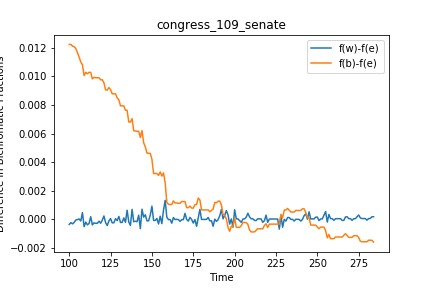 congress_109_senate
f(w)-f(e)
f(b)-f(e)
0.012
0.010
0.008
0.006
0.004
0.002
0.000
−0.002
Difference in Bichromatic Fractions
100 125 150 175 200 225 250 275
Time